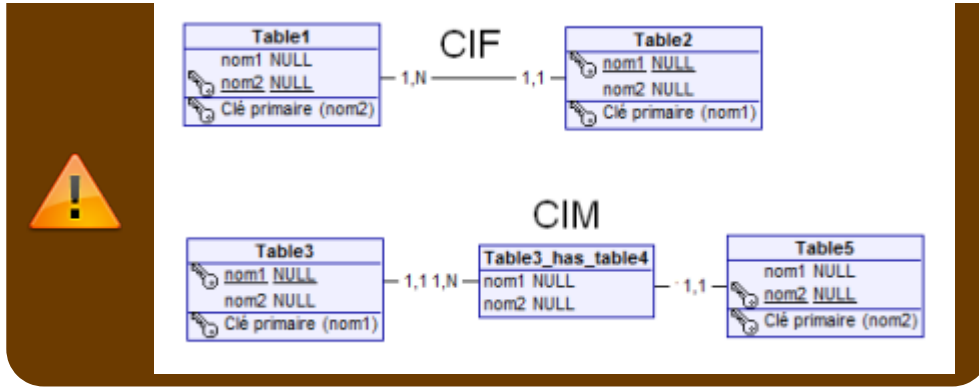 Table1
nom1 NULL
nom2 NULL
Clé primaire (nom2)
1,N
CIF
1,1
Table2
nom1 NULL
nom2 NULL
Clé primaire (nom1)
CIM
Table3
nom1 NULL
nom2 NULL
Clé primaire (nom1)
1,1 1,N
Table3_has_table4
nom1 NULL
nom2 NULL
1,1
Table5
nom1 NULL
nom2 NULL
Clé primaire (nom2)